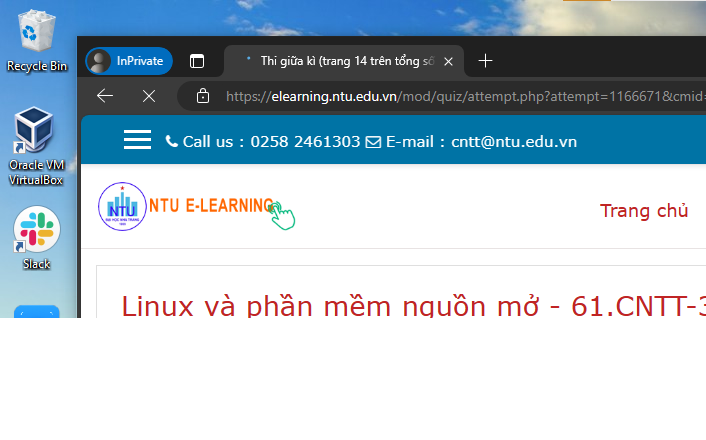 Recycle Bin
InPrivate
Thi giữa kì (trang 14 trên tổng số
https://elearning.ntu.edu.vn/mod/quiz/attempt.php?attempt=1166671&cmid=
Call us : 0258 2461303 E-mail : cntt@ntu.edu.vn
Oracle VM
VirtualBox
NTU
NTU E-LEARNING
Trang chủ
Slack
Linux và phần mềm nguồn mở - 61.CNTT-3